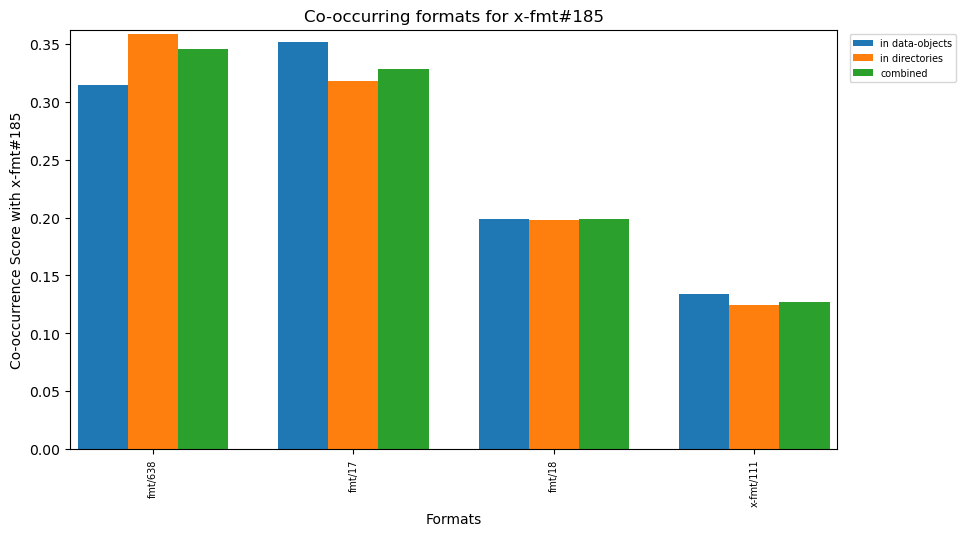 Co-occurring formats for x-fmt#185
Co-occurrence Score with x-fmt#185
0.35
0.30
0.25
0.20
0.15
0.10
0.05
0.00
fmt/638
fmt/17
fmt/18
x-fmt/111
Formats
in data-objects
in directories
combined